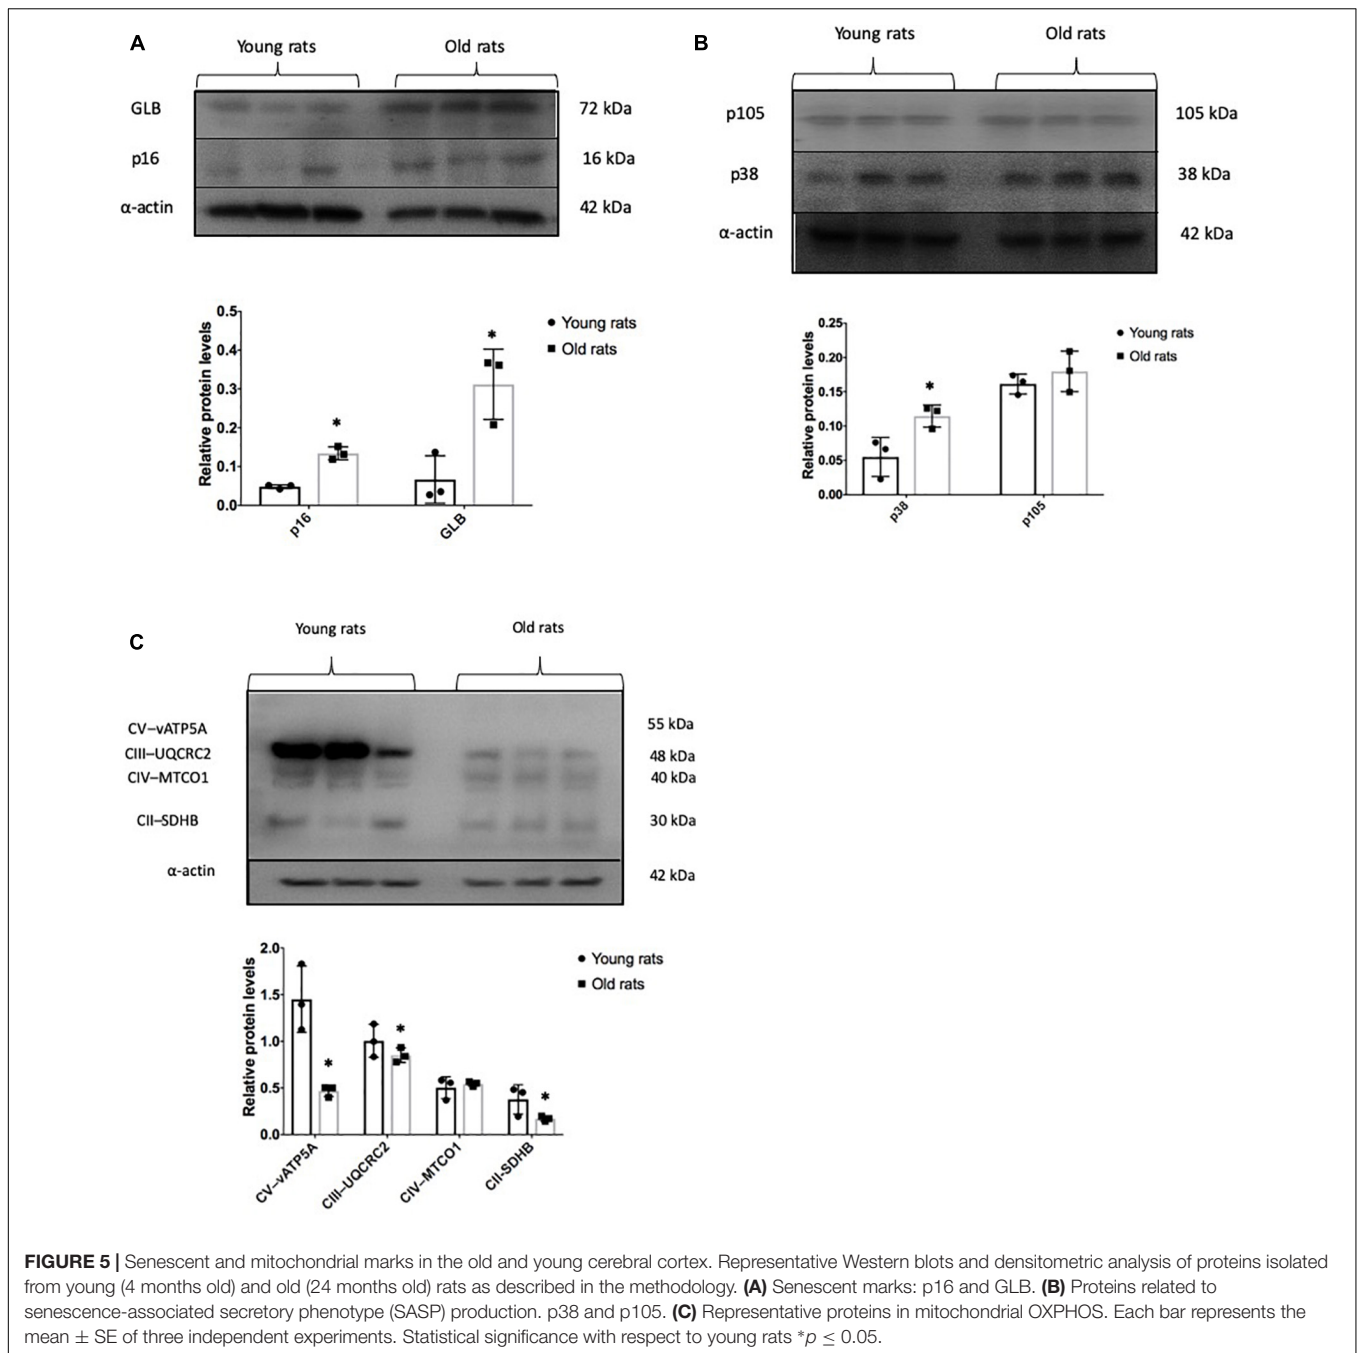 A
Young rats
Old rats
GLB
72 kDa
p16
16 kDa
α-actin
42 kDa
Relative protein levels
0.5
0.4
0.3
0.2
0.1
0.0
*
*
p16
GLB
Young rats
Old rats
B
Young rats
Old rats
p105
105 kDa
p38
38 kDa
α-actin
42 kDa
Relative protein levels
0.25
0.20
0.15
0.10
0.05
0.00
*
p38
p105
Young rats
Old rats
C
Young rats
Old rats
CV–vATP5A
55 kDa
CIII–UQCRC2
48 kDa
CIV–MTCO1
40 kDa
CII–SDHB
30 kDa
α-actin
42 kDa
Relative protein levels
2.0
1.5
1.0
0.5
0.0
*
*
*
CV–vATP5A
CIII–UQCRC2
CIV–MTCO1
CII-SDHB
Young rats
Old rats
FIGURE 5 | Senescent and mitochondrial marks in the old and young cerebral cortex. Representative Western blots and densitometric analysis of proteins isolated
from young (4 months old) and old (24 months old) rats as described in the methodology. (A) Senescent marks: p16 and GLB. (B) Proteins related to
senescence-associated secretory phenotype (SASP) production. p38 and p105. (C) Representative proteins in mitochondrial OXPHOS. Each bar represents the
mean ± SE of three independent experiments. Statistical significance with respect to young rats *p ≤ 0.05.